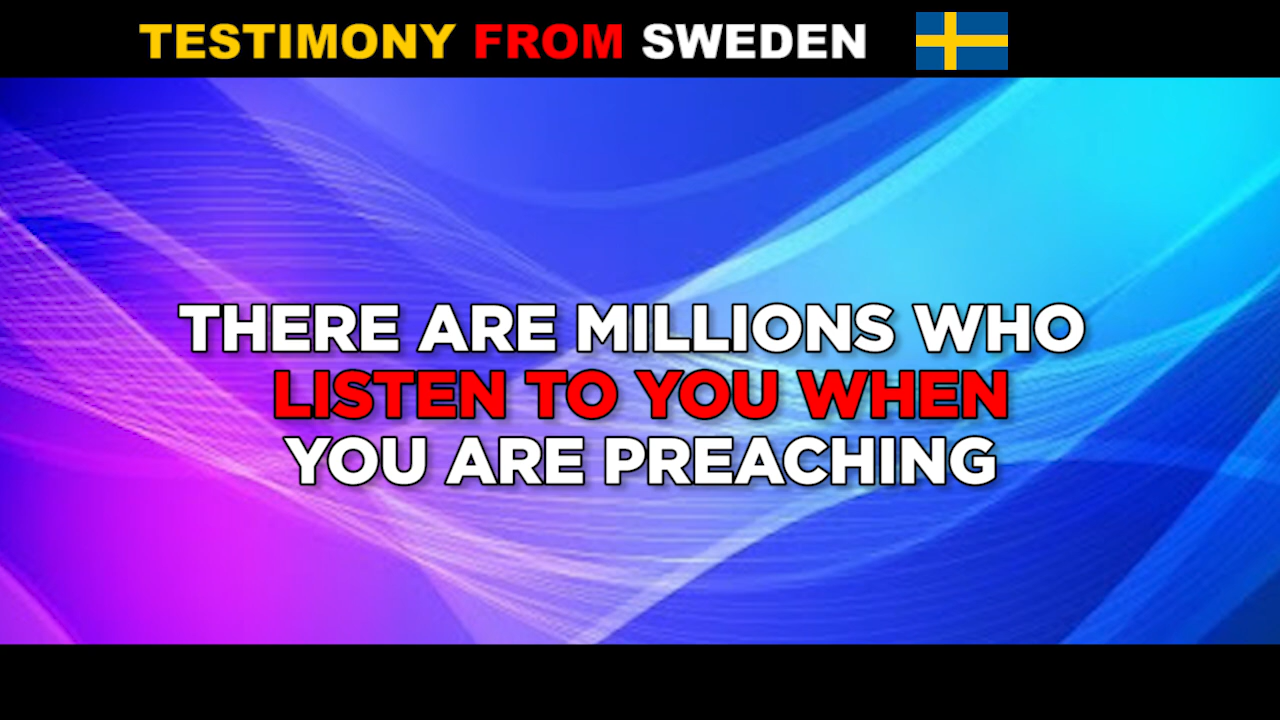 TESTIMONY FROM SWEDEN
THERE ARE MILLIONS WHO
LISTEN TO YOU WHEN
YOU ARE PREACHING